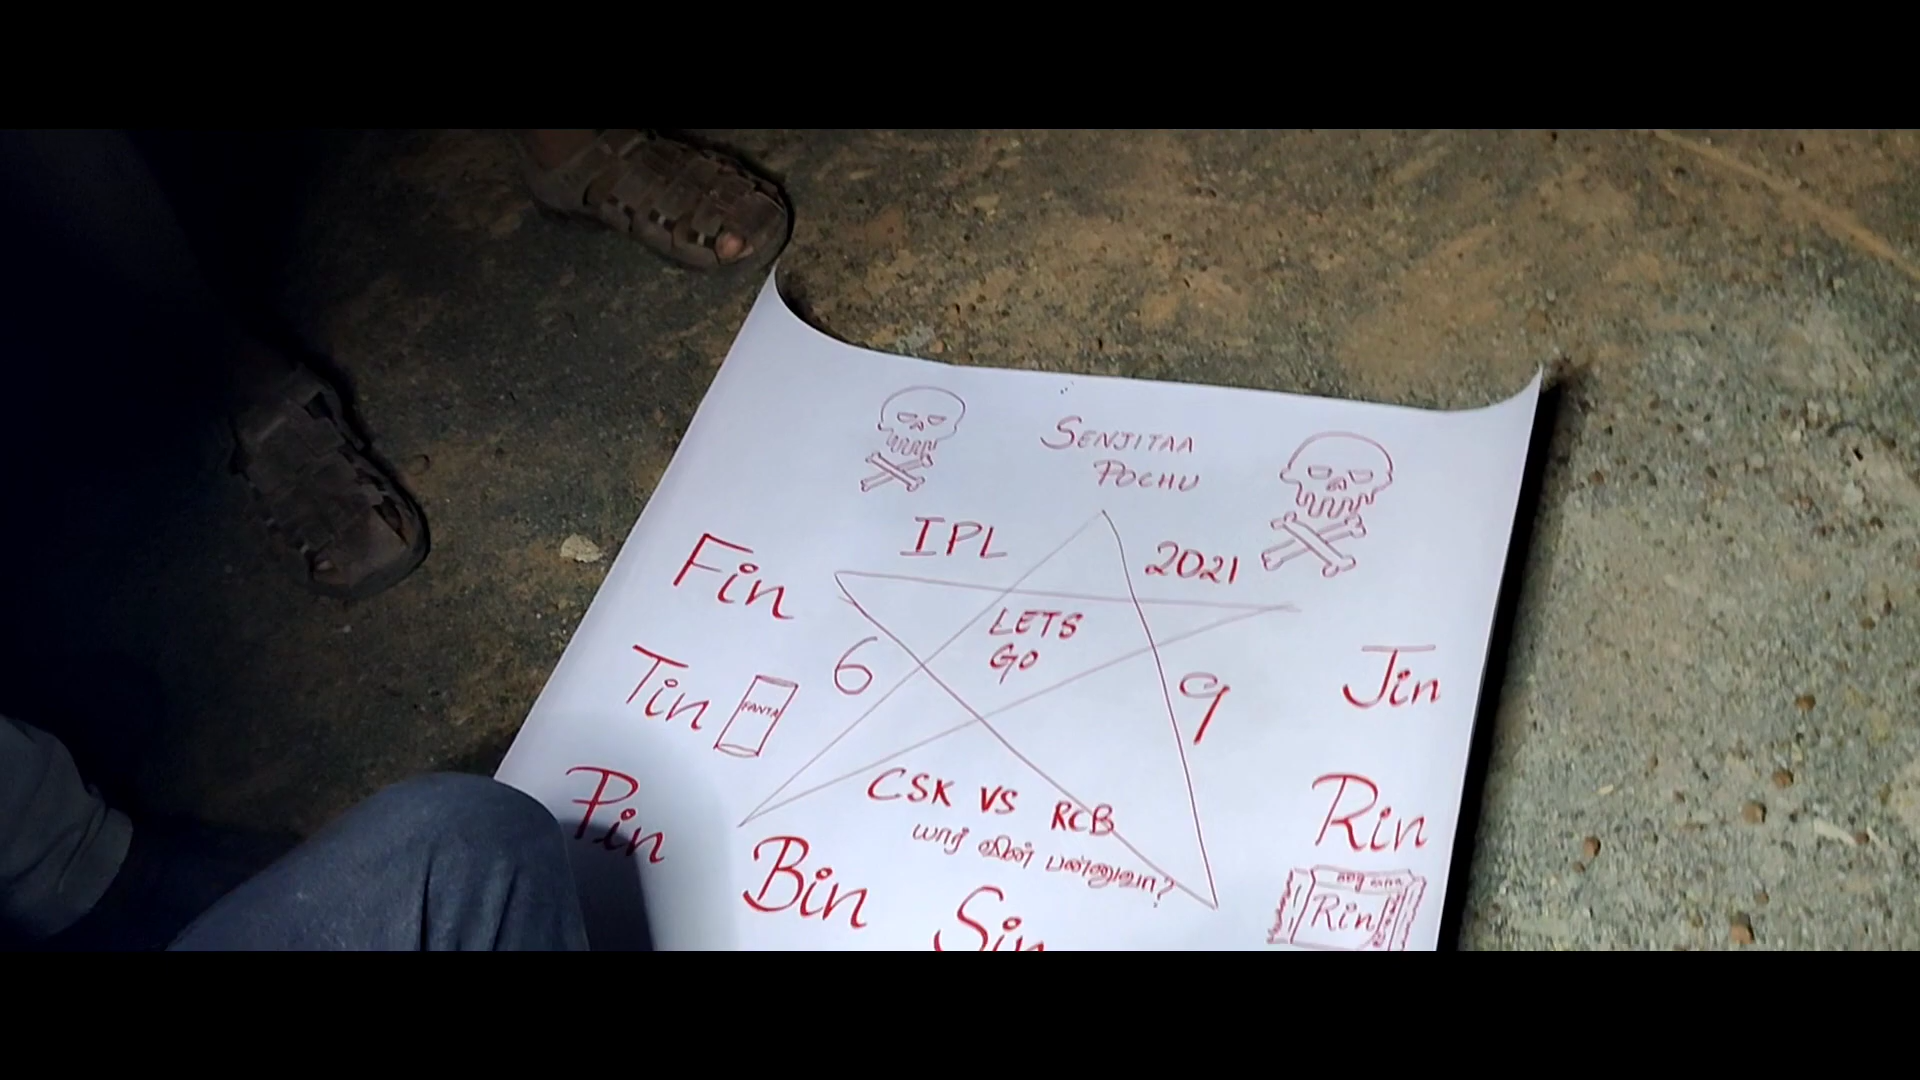 SENJITAA
POCHU
IPL
2021
Fin
LETS
GO
6
9
Tin
FANTA
Jin
Pin
CSK VS RCB
யார் வின் பண்ணுவா?
Rin
Bin
Sin
Rin